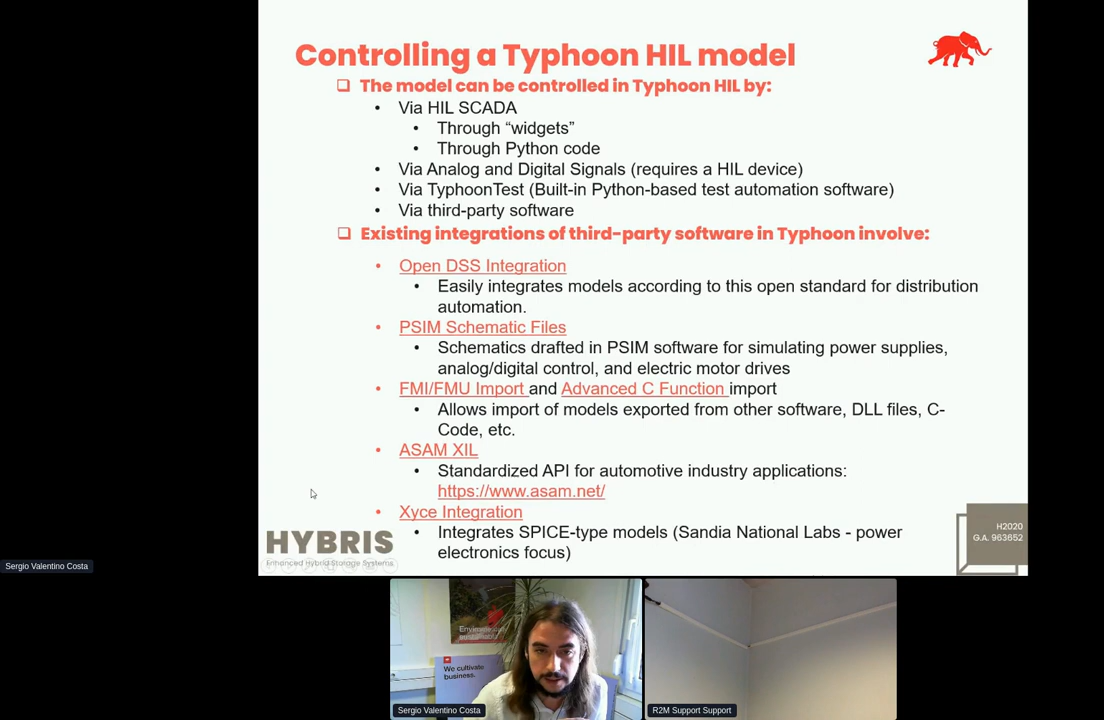 Controlling a Typhoon HIL model
❑ The model can be controlled in Typhoon HIL by:
• Via HIL SCADA
• Through “widgets”
• Through Python code
• Via Analog and Digital Signals (requires a HIL device)
• Via TyphoonTest (Built-in Python-based test automation software)
• Via third-party software
❑ Existing integrations of third-party software in Typhoon involve:
• Open DSS Integration
• Easily integrates models according to this open standard for distribution
automation.
• PSIM Schematic Files
• Schematics drafted in PSIM software for simulating power supplies,
analog/digital control, and electric motor drives
• FMI/FMU Import and Advanced C Function import
• Allows import of models exported from other software, DLL files, C-
Code, etc.
• ASAM XIL
• Standardized API for automotive industry applications:
https://www.asam.net/
• Xyce Integration
• Integrates SPICE-type models (Sandia National Labs - power
electronics focus)
HYBRIS
Enhanced Hybrid Storage Systems
H2020
G.A. 963652
Sergio Valentino Costa
We cultivate
business.
Sergio Valentino Costa
R2M Support Support